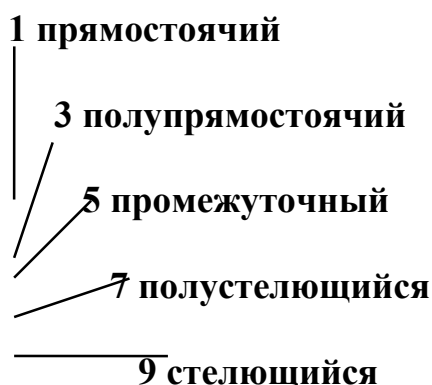 1 прямостоячий
3 полупрямостоячий
5 промежуточный
7 полустелющийся
9 стелющийся